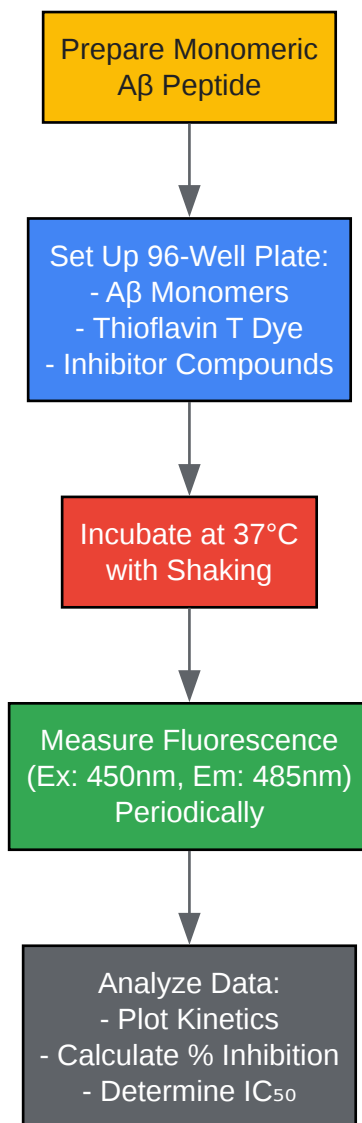 Prepare Monomeric
Aβ Peptide
Set Up 96-Well Plate:
- Aβ Monomers
- Thioflavin T Dye
- Inhibitor Compounds
Incubate at 37°C
with Shaking
Measure Fluorescence
(Ex: 450nm, Em: 485nm)
Periodically
Analyze Data:
- Plot Kinetics
- Calculate % Inhibition
- Determine IC₅₀